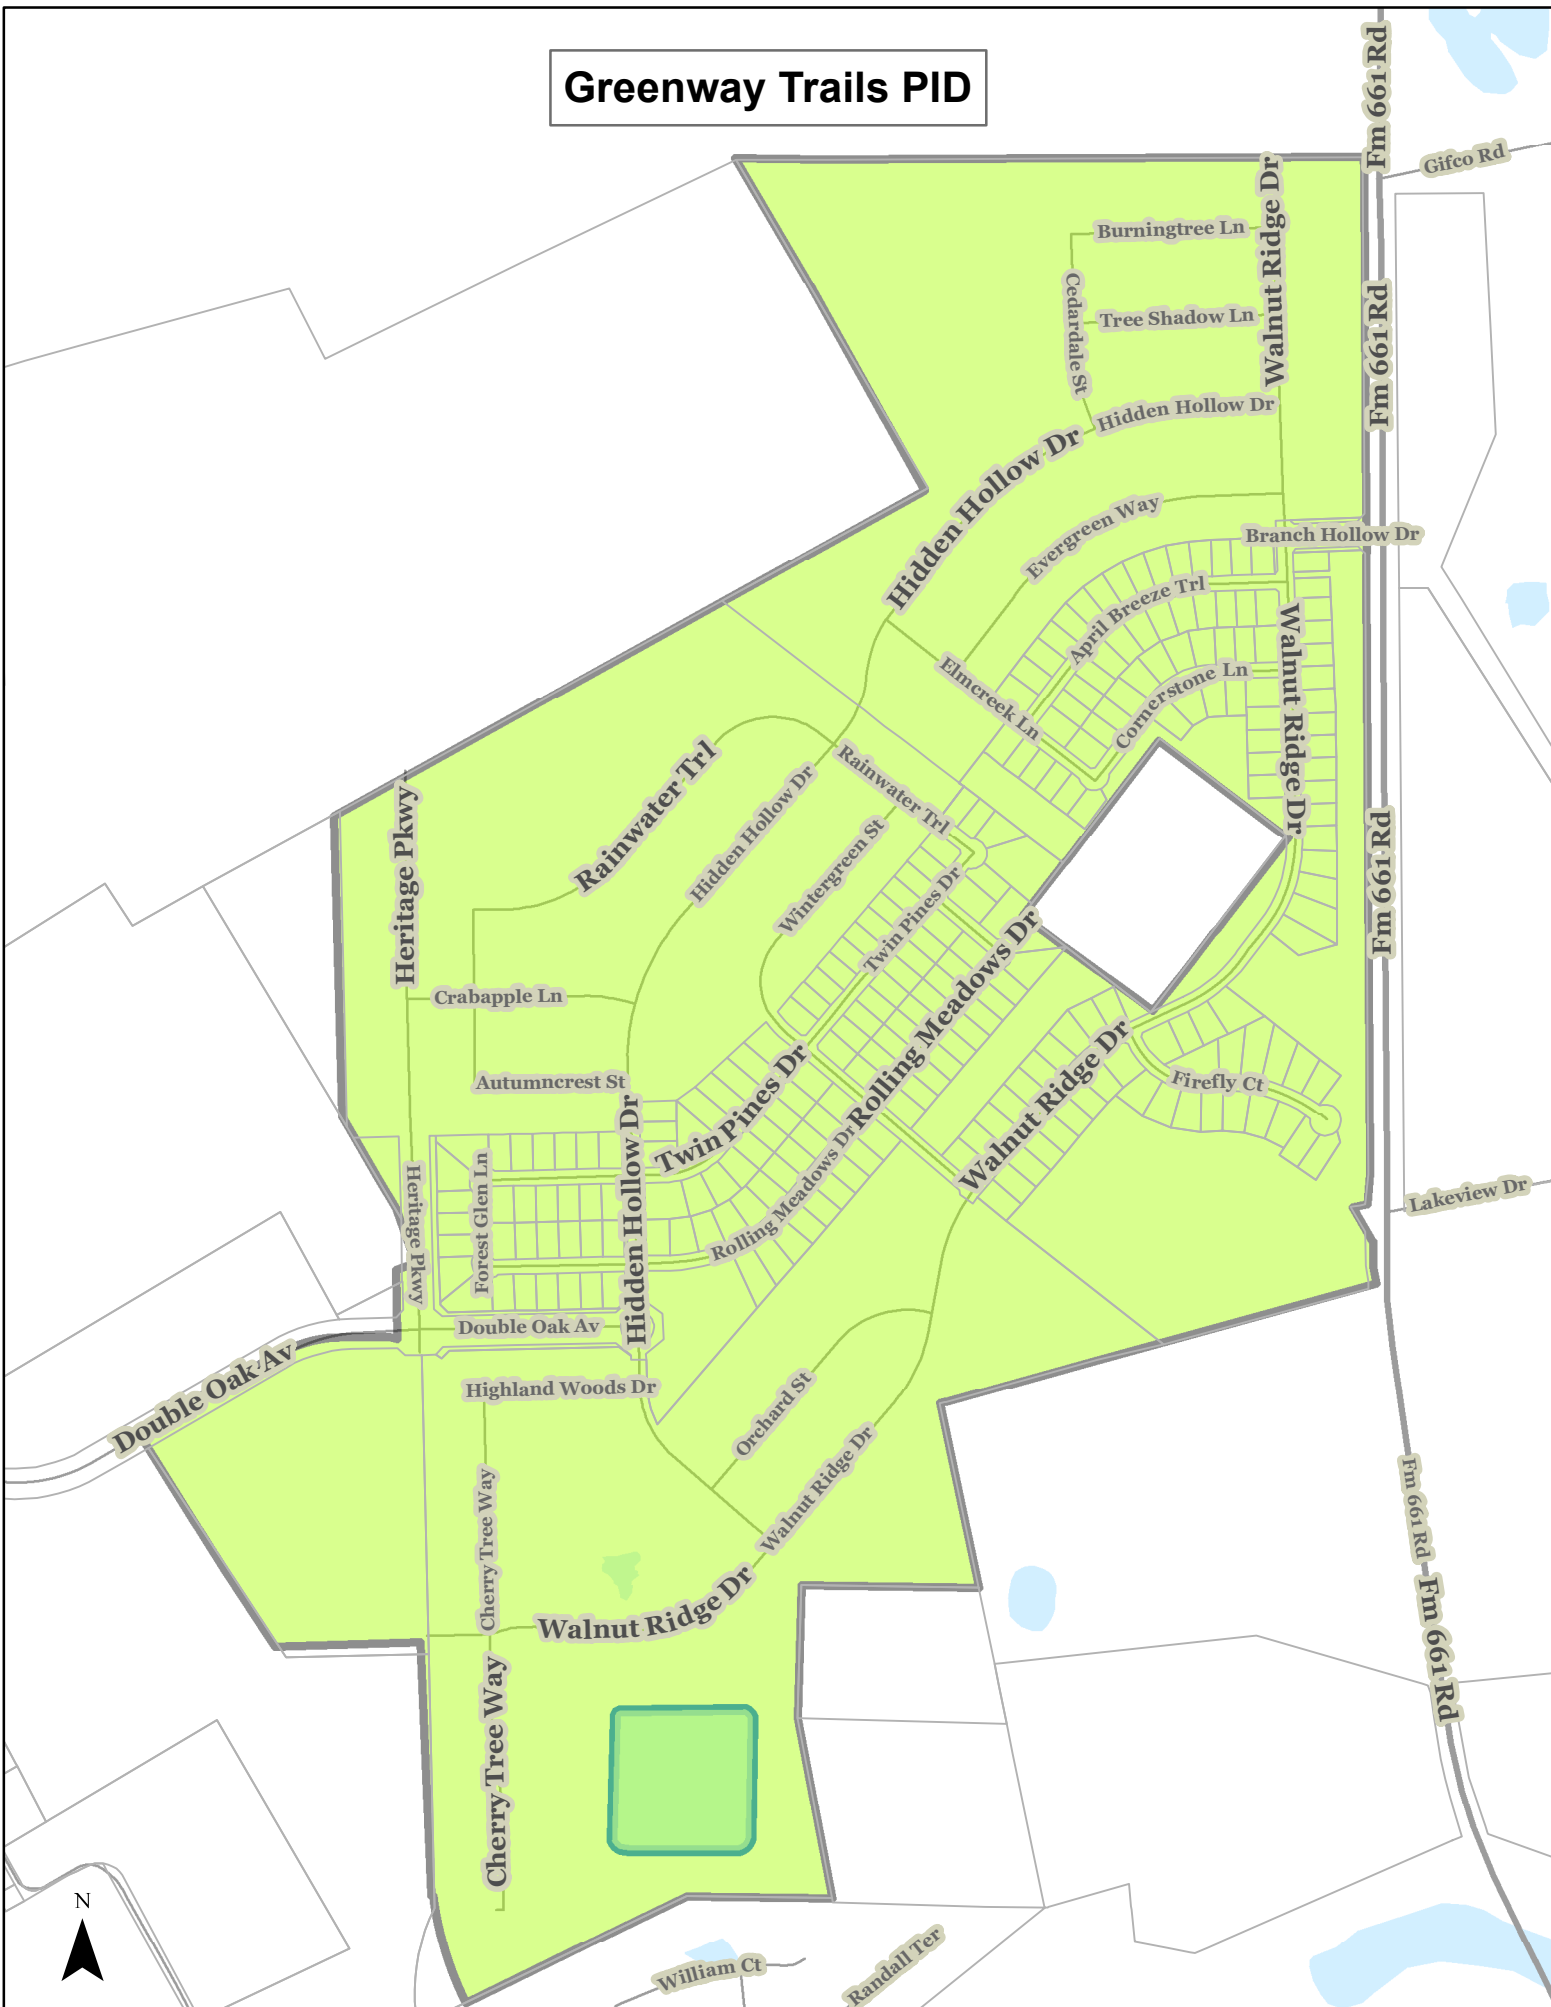 Greenway Trails PID
Fm 661 Rd
Gifco Rd
Walnut Ridge Dr
Burningtree Ln
Cedardale St
Tree Shadow Ln
Fm 661 Rd
Hidden Hollow Dr
Hidden Hollow Dr
Evergreen Way
Branch Hollow Dr
April Breeze Trl
Walnut Ridge Dr
Elmcreek Ln
Cornerstone Ln
Rainwater Trl
Rainwater Trl
Hidden Hollow Dr
Wintergreen St
Heritage Pkwy
Twin Pines Dr
Fm 661 Rd
Rolling Meadows Dr
Crabapple Ln
Autumncrest St
Walnut Ridge Dr
Firefly Ct
Twin Pines Dr
Hidden Hollow Dr
Rolling Meadows Dr
Forest Glen Ln
Heritage Pkwy
Lakeview Dr
Double Oak Av
Double Oak Av
Highland Woods Dr
Orchard St
Walnut Ridge Dr
Cherry Tree Way
Fm 661 Rd
Walnut Ridge Dr
Fm 661 Rd
Cherry Tree Way
N
William Ct
Randall Ter